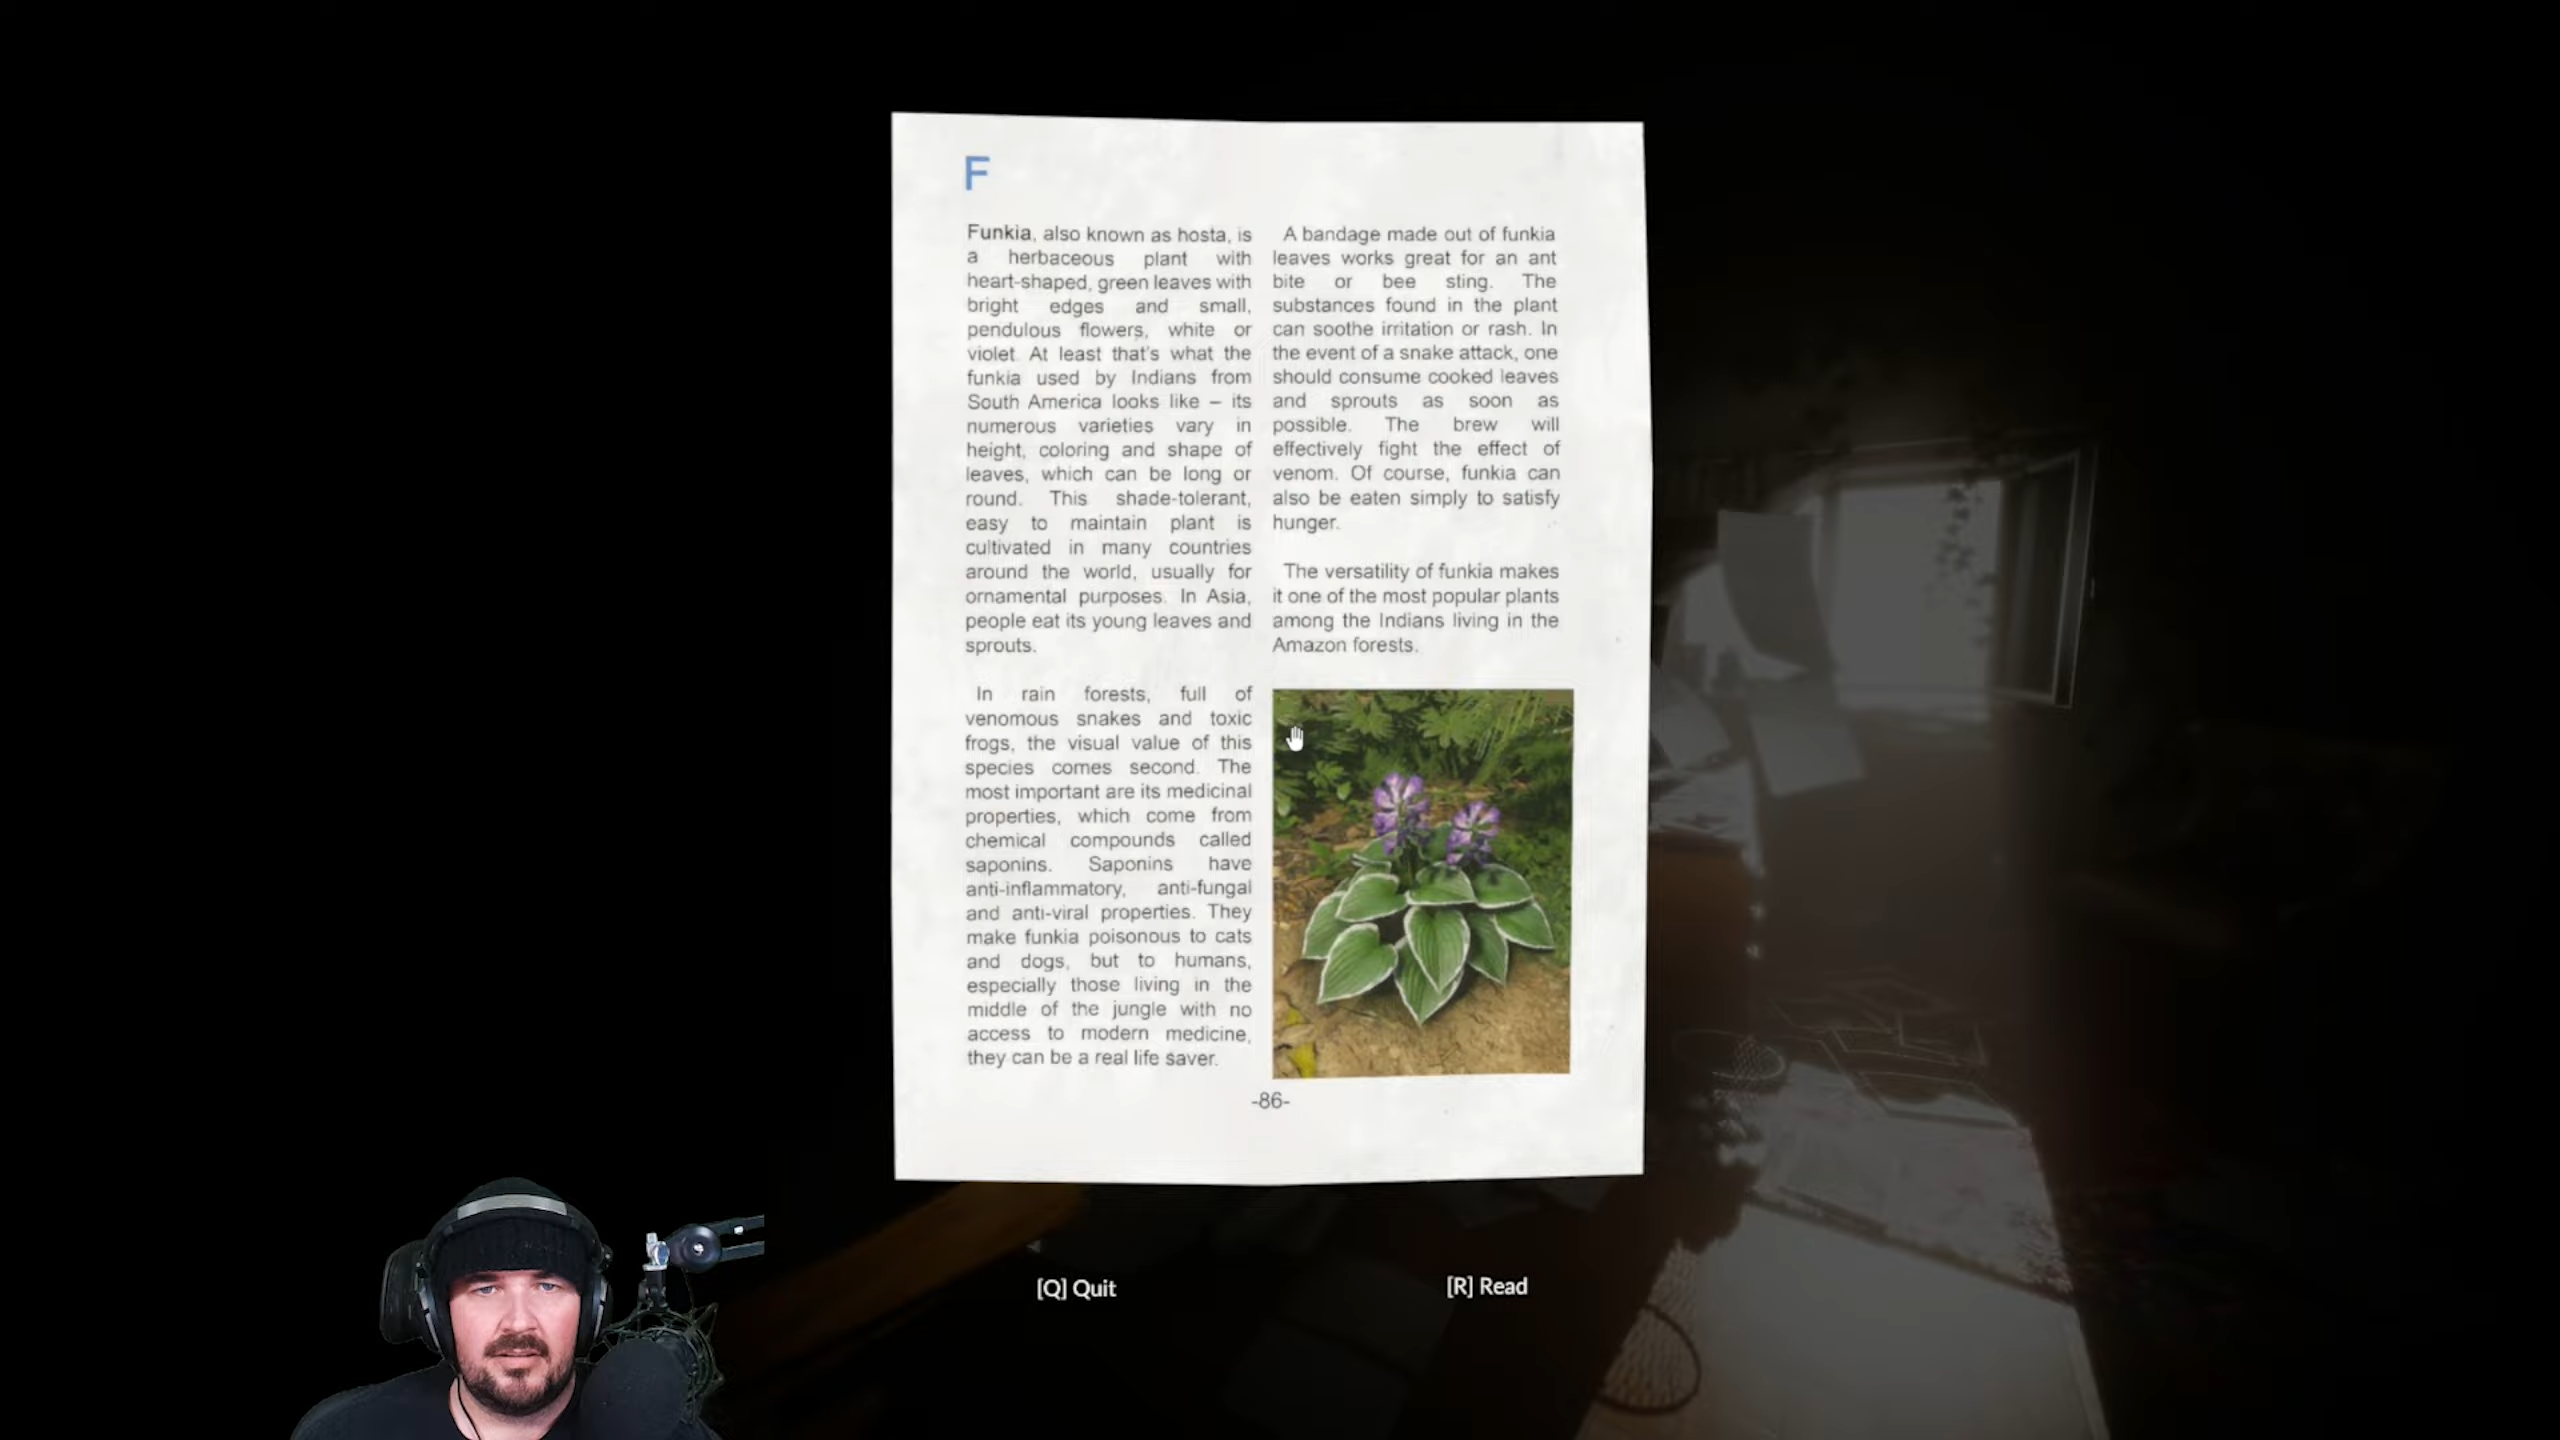 F
Funkia, also known as hosta, is
a herbaceous plant with
heart-shaped, green leaves with
bright edges and small,
pendulous flowers, white or
violet. At least that's what the
funkia used by Indians from
South America looks like – its
numerous varieties vary in
height, coloring and shape of
leaves, which can be long or
round. This shade-tolerant,
easy to maintain plant is
cultivated in many countries
around the world, usually for
ornamental purposes. In Asia,
people eat its young leaves and
sprouts.
In rain forests, full of
venomous snakes and toxic
frogs, the visual value of this
species comes second. The
most important are its medicinal
properties, which come from
chemical compounds called
saponins. Saponins have
anti-inflammatory, anti-fungal
and anti-viral properties. They
make funkia poisonous to cats
and dogs, but to humans,
especially those living in the
middle of the jungle with no
access to modern medicine,
they can be a real life saver.
A bandage made out of funkia
leaves works great for an ant
bite or bee sting. The
substances found in the plant
can soothe irritation or rash. In
the event of a snake attack, one
should consume cooked leaves
and sprouts as soon as
possible. The brew will
effectively fight the effect of
venom. Of course, funkia can
also be eaten simply to satisfy
hunger.
The versatility of funkia makes
it one of the most popular plants
among the Indians living in the
Amazon forests.
-86-
[Q] Quit
[R] Read